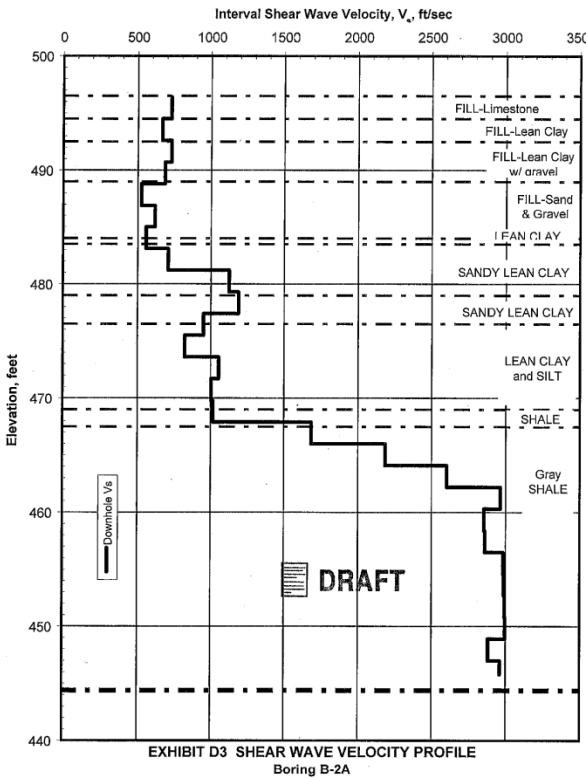 Interval Shear Wave Velocity, Vs, ft/sec
0 500 1000 1500 2000 2500 3000 350
500
FILL-Limestone
FILL-Lean Clay
FILL-Lean Clay
w/ gravel
490
FILL-Sand
& Gravel
LEAN CLAY
SANDY LEAN CLAY
480
SANDY LEAN CLAY
LEAN CLAY
and SILT
Elevation, feet
470
SHALE
Gray
SHALE
Downhole Vs
460
DRAFT
450
440
EXHIBIT D3 SHEAR WAVE VELOCITY PROFILE
Boring B-2A